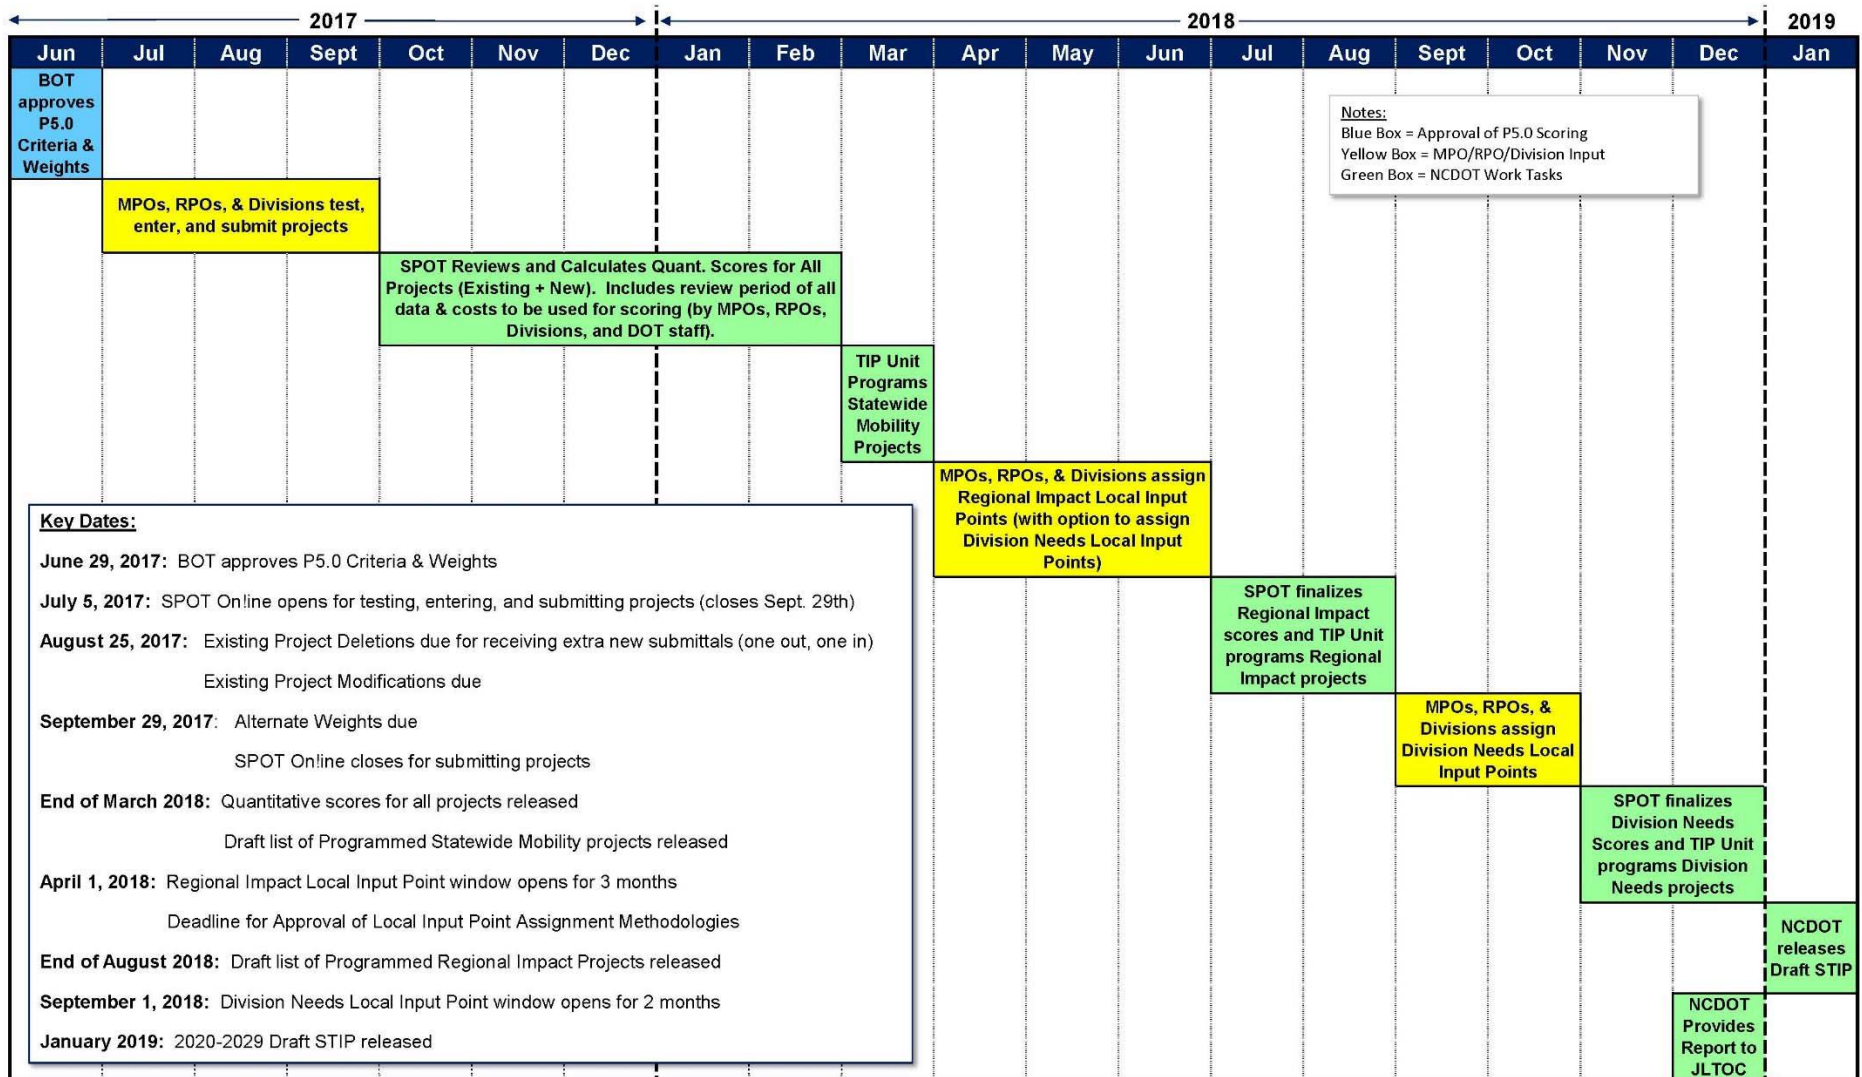 2017 2018 2019
Jun Jul Aug Sept Oct Nov Dec Jan Feb Mar Apr May Jun Jul Aug Sept Oct Nov Dec Jan
BOT
approves
P5.0
Criteria &
Weights
Notes:
Blue Box = Approval of P5.0 Scoring
Yellow Box = MPO/RPO/Division Input
Green Box = NCDOT Work Tasks
MPOs, RPOs, & Divisions test,
enter, and submit projects
SPOT Reviews and Calculates Quant. Scores for All
Projects (Existing + New). Includes review period of all
data & costs to be used for scoring (by MPOs, RPOs,
Divisions, and DOT staff).
TIP Unit
Programs
Statewide
Mobility
Projects
MPOs, RPOs, & Divisions assign
Regional Impact Local Input
Points (with option to assign
Division Needs Local Input
Points)
SPOT finalizes
Regional Impact
scores and TIP Unit
programs Regional
Impact projects
MPOs, RPOs, &
Divisions assign
Division Needs Local
Input Points
SPOT finalizes
Division Needs
Scores and TIP Unit
programs Division
Needs projects
NCDOT
releases
Draft STIP
NCDOT
Provides
Report to
JLTOC
Key Dates:
June 29, 2017: BOT approves P5.0 Criteria & Weights
July 5, 2017: SPOT On!ine opens for testing, entering, and submitting projects (closes Sept. 29th)
August 25, 2017: Existing Project Deletions due for receiving extra new submittals (one out, one in)
Existing Project Modifications due
September 29, 2017: Alternate Weights due
SPOT On!ine closes for submitting projects
End of March 2018: Quantitative scores for all projects released
Draft list of Programmed Statewide Mobility projects released
April 1, 2018: Regional Impact Local Input Point window opens for 3 months
Deadline for Approval of Local Input Point Assignment Methodologies
End of August 2018: Draft list of Programmed Regional Impact Projects released
September 1, 2018: Division Needs Local Input Point window opens for 2 months
January 2019: 2020-2029 Draft STIP released